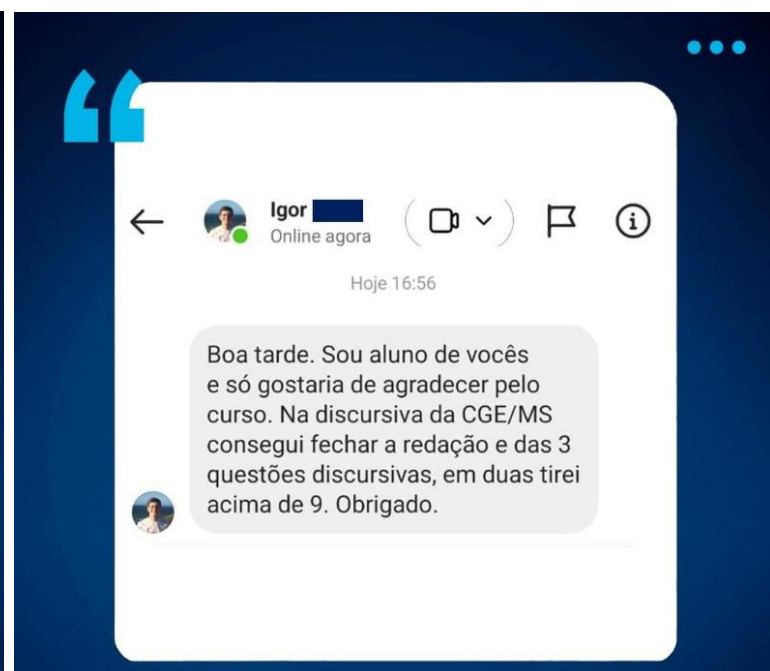 Igor
Online agora
Hoje 16:56
Boa tarde. Sou aluno de vocês
e só gostaria de agradecer pelo
curso. Na discursiva da CGE/MS
consegui fechar a redação e das 3
questões discursivas, em duas tirei
acima de 9. Obrigado.